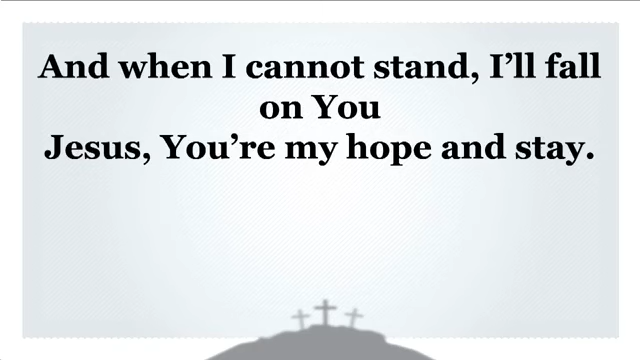 And when I cannot stand, I’ll fall
on You
Jesus, You’re my hope and stay.